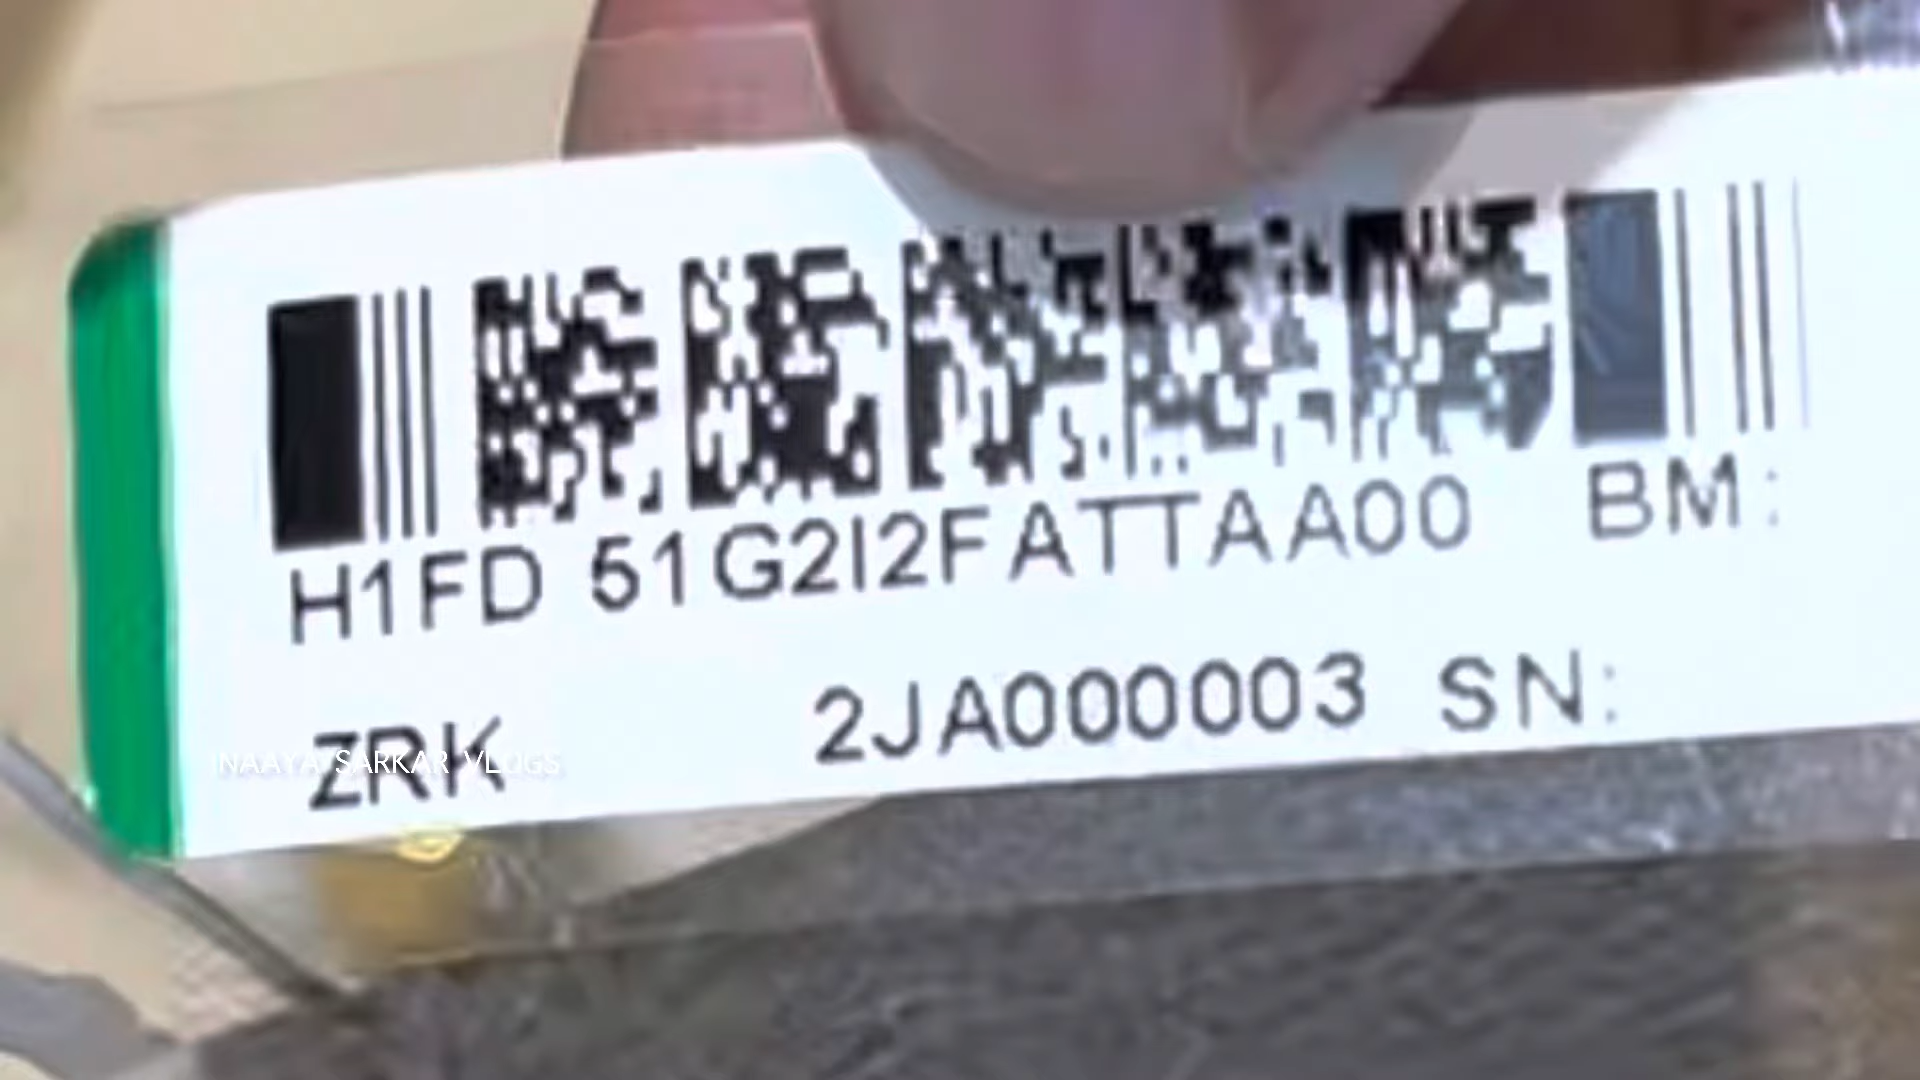 H1FD 51G2I2FATTAA00 BM:
ZRK 2JA000003 SN:
INAAYA SARKAR VLOGS